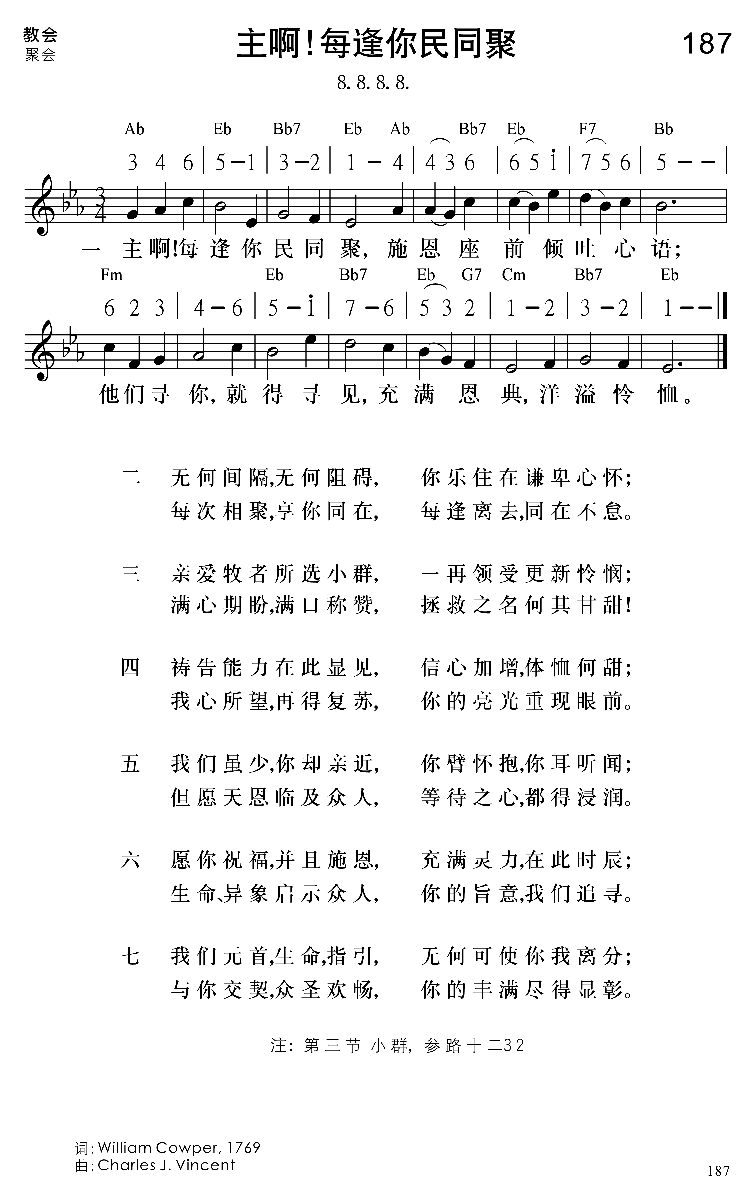 教会
聚会
主啊!每逢你民同聚
187
8. 8. 8. 8.
Ab Eb Bb7 Eb Ab Bb7 Eb F7 Bb
3 4 6 | 5 – 1 | 3 – 2 | 1 – 4 | 4 3 6 | 6 5 i | 7 5 6 | 5 – – |
3 4
一 主啊!每逢你民同聚, 施恩座前倾吐心语;
Fm Eb Bb7 Eb G7 Cm Bb7 Eb
6 2 3 | 4 – 6 | 5 – i | 7 – 6 | 5 3 2 | 1 – 2 | 3 – 2 | 1 – – ‖
他们寻你,就得寻见,充满恩典,洋溢怜恤。
二 无何间隔,无何阻碍, 你乐住在谦卑心怀;
每次相聚,享你同在, 每逢离去,同在不怠。
三 亲爱牧者所选小群, 一再领受更新怜悯;
满心期盼,满口称赞, 拯救之名何其甘甜!
四 祷告能力在此显见, 信心加增,体恤何甜;
我心所望,再得复苏, 你的亮光重现眼前。
五 我们虽少,你却亲近, 你臂怀抱,你耳听闻;
但愿天恩临及众人, 等待之心,都得浸润。
六 愿你祝福,并且施恩, 充满灵力,在此时辰;
生命、异象启示众人, 你的旨意,我们追寻。
七 我们元首,生命,指引, 无何可使你我离分;
与你交契,众圣欢畅, 你的丰满尽得显彰。
注: 第三节 小群, 参路十二32
词: William Cowper, 1769
曲: Charles J. Vincent
187